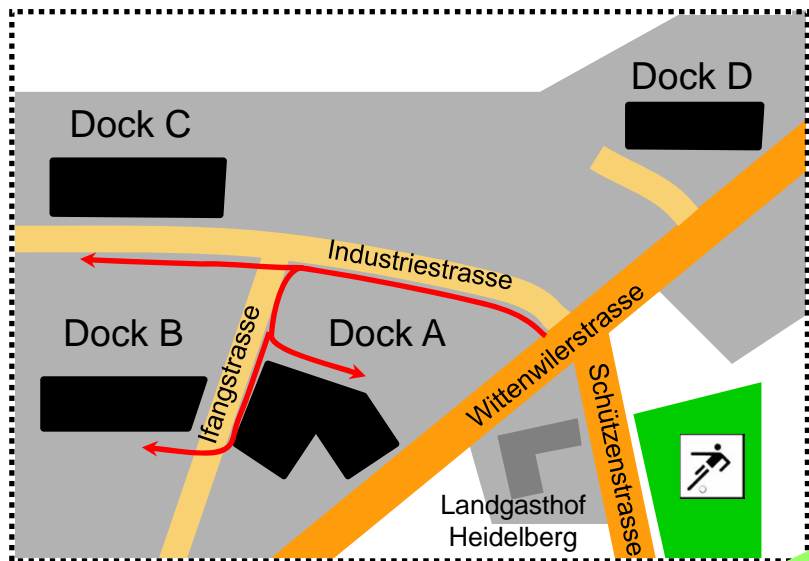 Dock D
Dock C
Industriestrasse
Dock B
Dock A
Ifangstrasse
Wittenwilerstrasse
Schützenstrasse
Landgasthof
Heidelberg